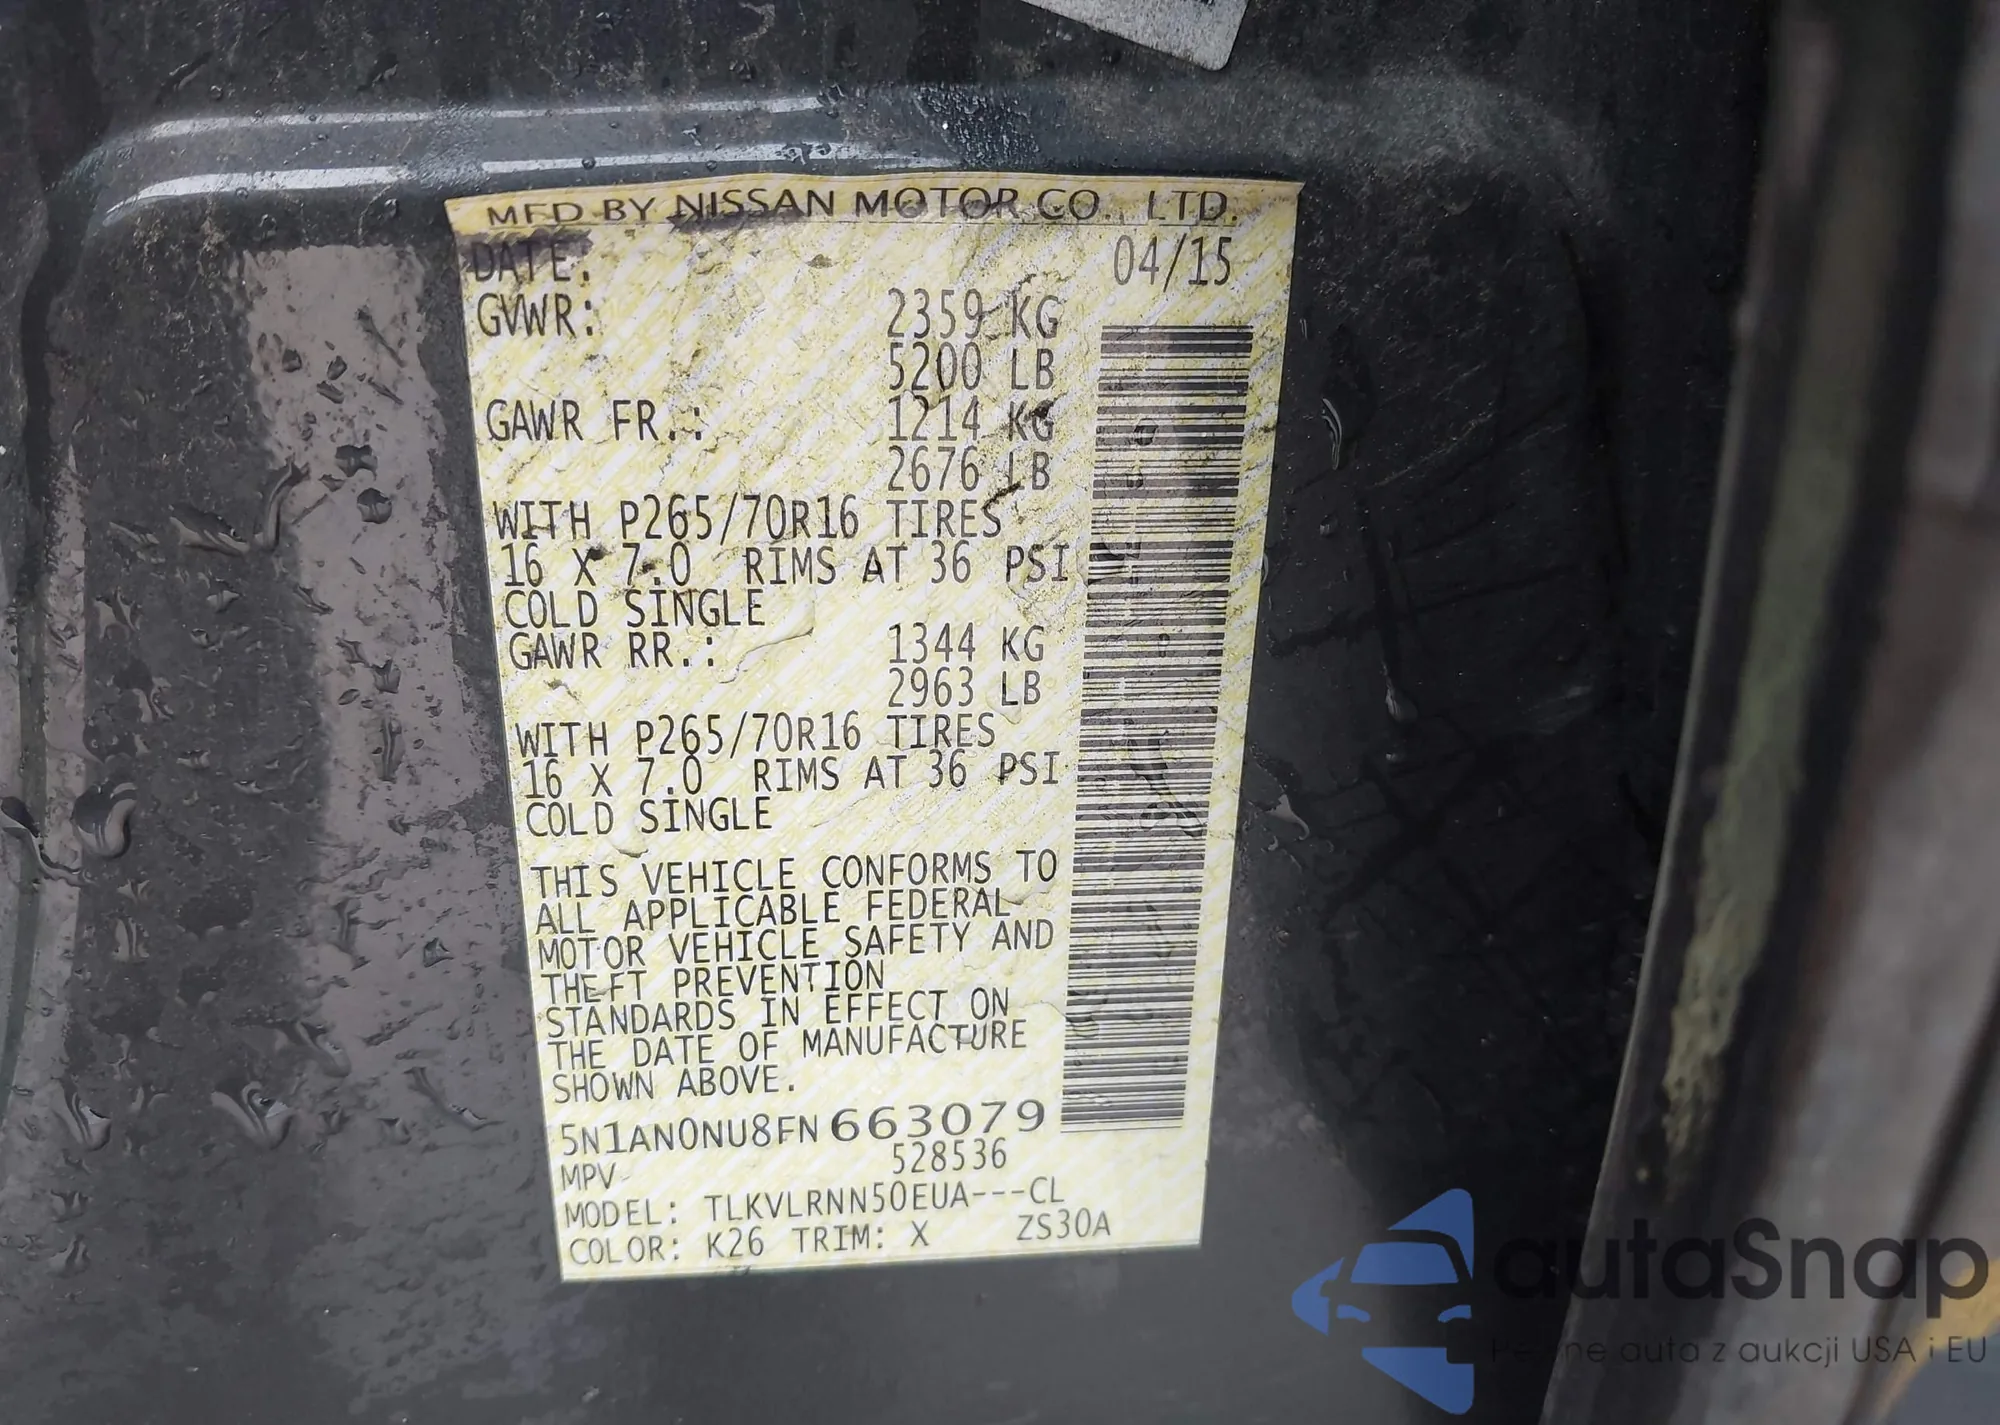 MFD BY NISSAN MOTOR CO., LTD.
DATE: 04/15
GVWR: 2359 KG
5200 LB
GAWR FR.: 1214 KG
2676 LB
WITH P265/70R16 TIRES
16 X 7.0 RIMS AT 36 PSI
COLD SINGLE
GAWR RR.: 1344 KG
2963 LB
WITH P265/70R16 TIRES
16 X 7.0 RIMS AT 36 PSI
COLD SINGLE
THIS VEHICLE CONFORMS TO
ALL APPLICABLE FEDERAL
MOTOR VEHICLE SAFETY AND
THEFT PREVENTION
STANDARDS IN EFFECT ON
THE DATE OF MANUFACTURE
SHOWN ABOVE.
5N1AN0NU8FN663079
MPV 528536
MODEL: TLKVLRNN50EUA---CL
COLOR: K26 TRIM: X ZS30A
autaSnap
auta z aukcji USA i EU